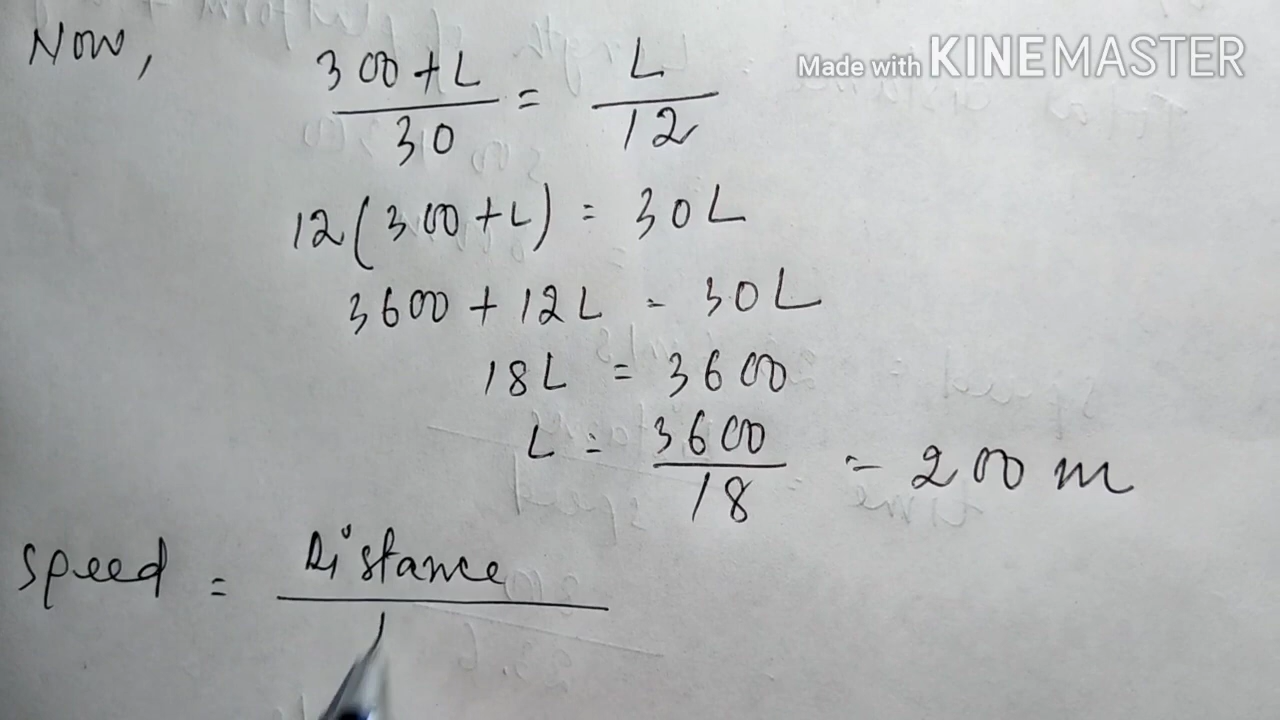 Now,
Made with KINEMASTER
300+L / 30 = L / 12
12(300+L) = 30L
3600 + 12L = 30L
18L = 3600
L = 3600 / 18 = 200 m
Speed = Distance